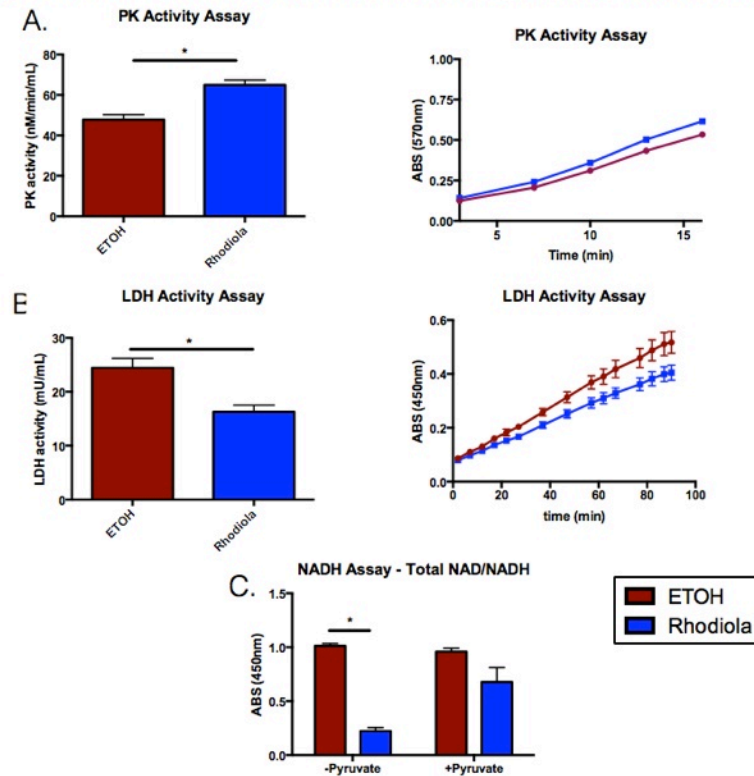 A.
PK Activity Assay
*
PK activity (nM/min/mL)
80
60
40
20
0
ETOH
Rhodiola
PK Activity Assay
ABS (570nm)
1.00
0.75
0.50
0.25
0.00
5
10
15
Time (min)
E
LDH Activity Assay
*
LDH activity (mU/mL)
30
20
10
0
ETOH
Rhodiola
LDH Activity Assay
ABS (450nm)
0.6
0.4
0.2
0.0
0
20
40
60
80
100
time (min)
C.
NADH Assay - Total NAD/NADH
*
ABS (450nm)
1.5
1.0
0.5
0.0
-Pyruvate
+Pyruvate
ETOH
Rhodiola